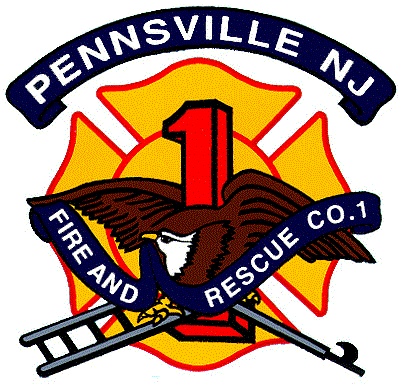 PENNSVILLE NJ
1
FIRE AND RESCUE CO.1